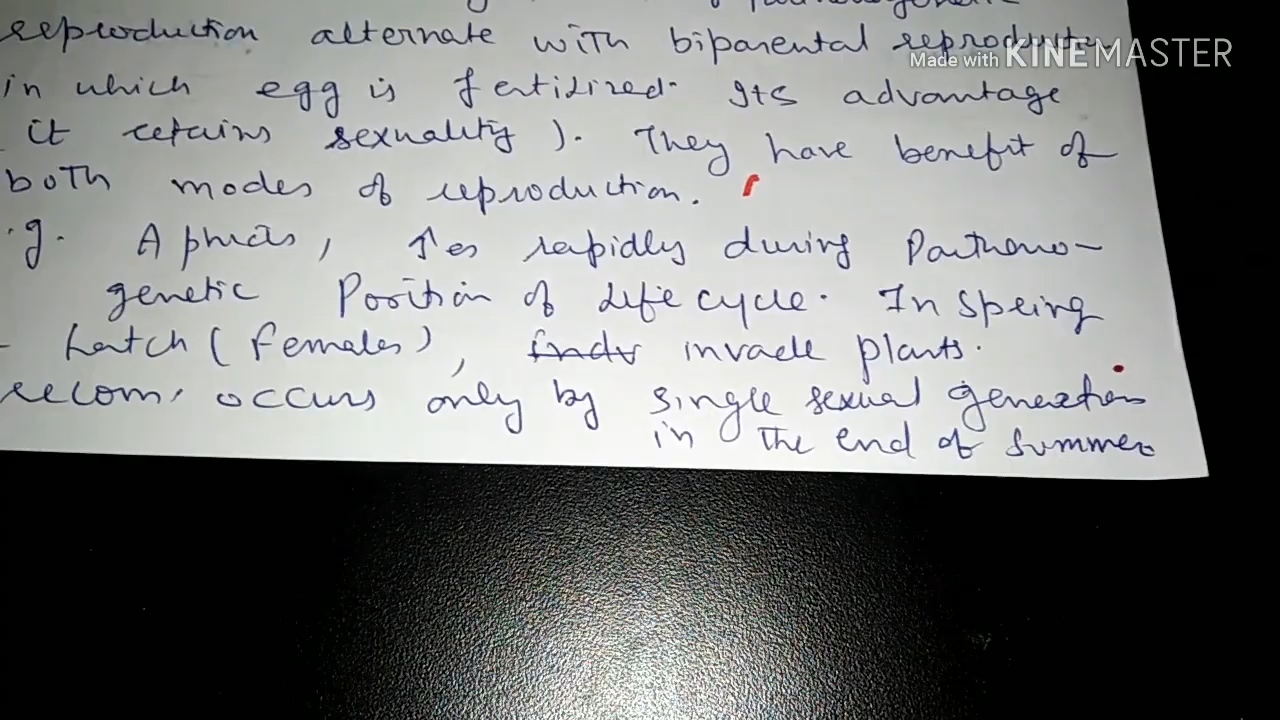 reproduction alternate with biparental reproductn
Made with KINEMASTER
in which egg is fertilized. Its advantage
it retains sexuality ). They have benefit of
both modes of reproduction.
.g. Aphids, ↑es rapidly during Partheno-
genetic Portion of life cycle. In Spring
- hatch (females), invade plants.
recom. occurs only by single sexual generation
in the end of summer